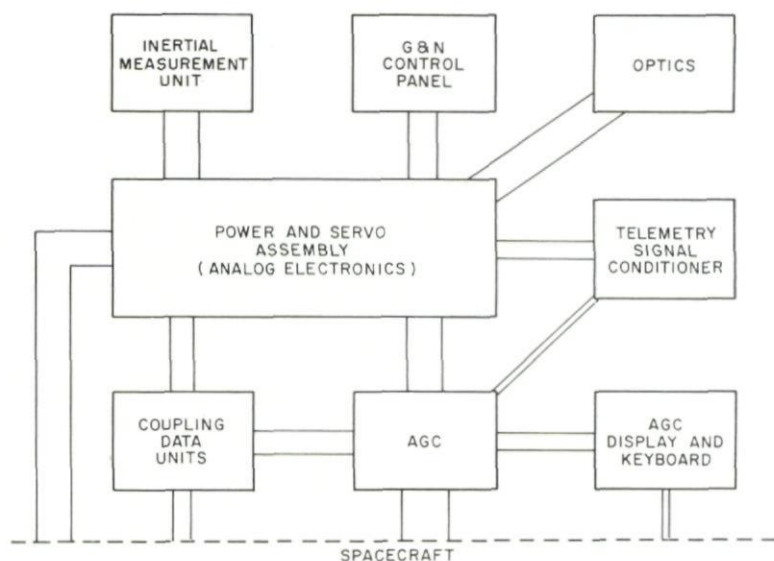 INERTIAL
MEASUREMENT
UNIT
G & N
CONTROL
PANEL
OPTICS
POWER AND SERVO
ASSEMBLY
(ANALOG ELECTRONICS)
TELEMETRY
SIGNAL
CONDITIONER
COUPLING
DATA
UNITS
AGC
AGC
DISPLAY AND
KEYBOARD
SPACECRAFT